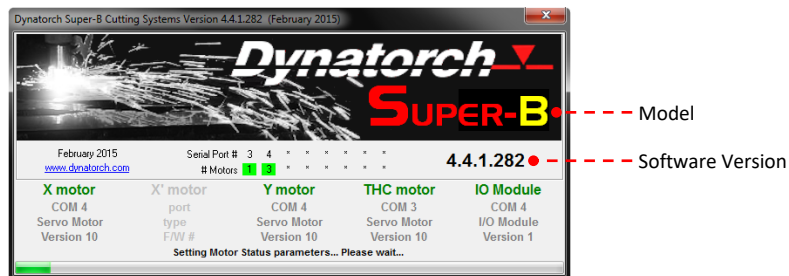 Dynatorch Super-B Cutting Systems Version 4.4.1.282 (February 2015)
Dynatorch
SUPER-B
Model
February 2015
www.dynatorch.com
Serial Port # 3 4 * * * * * *
# Motors 1 3 * * * * * *
4.4.1.282
Software Version
X motor X' motor Y motor THC motor IO Module
COM 4 port COM 4 COM 3 COM 4
Servo Motor type Servo Motor Servo Motor I/O Module
Version 10 F/W # Version 10 Version 10 Version 1
Setting Motor Status parameters... Please wait...